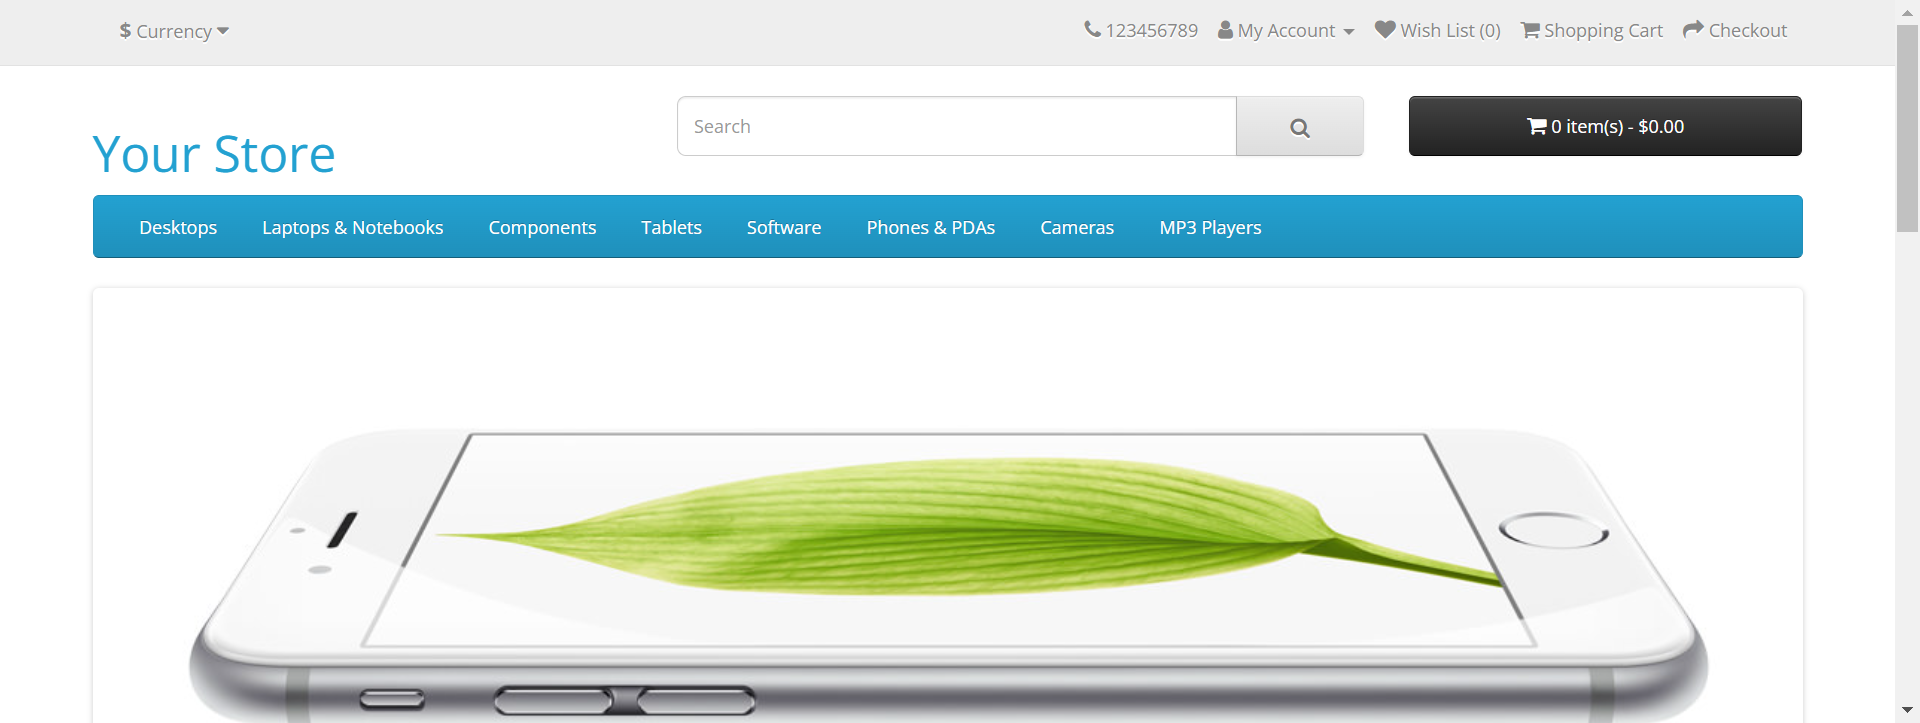 $ Currency
123456789 My Account Wish List (0) Shopping Cart Checkout
Search
0 item(s) - $0.00
Your Store
Desktops Laptops & Notebooks Components Tablets Software Phones & PDAs Cameras MP3 Players